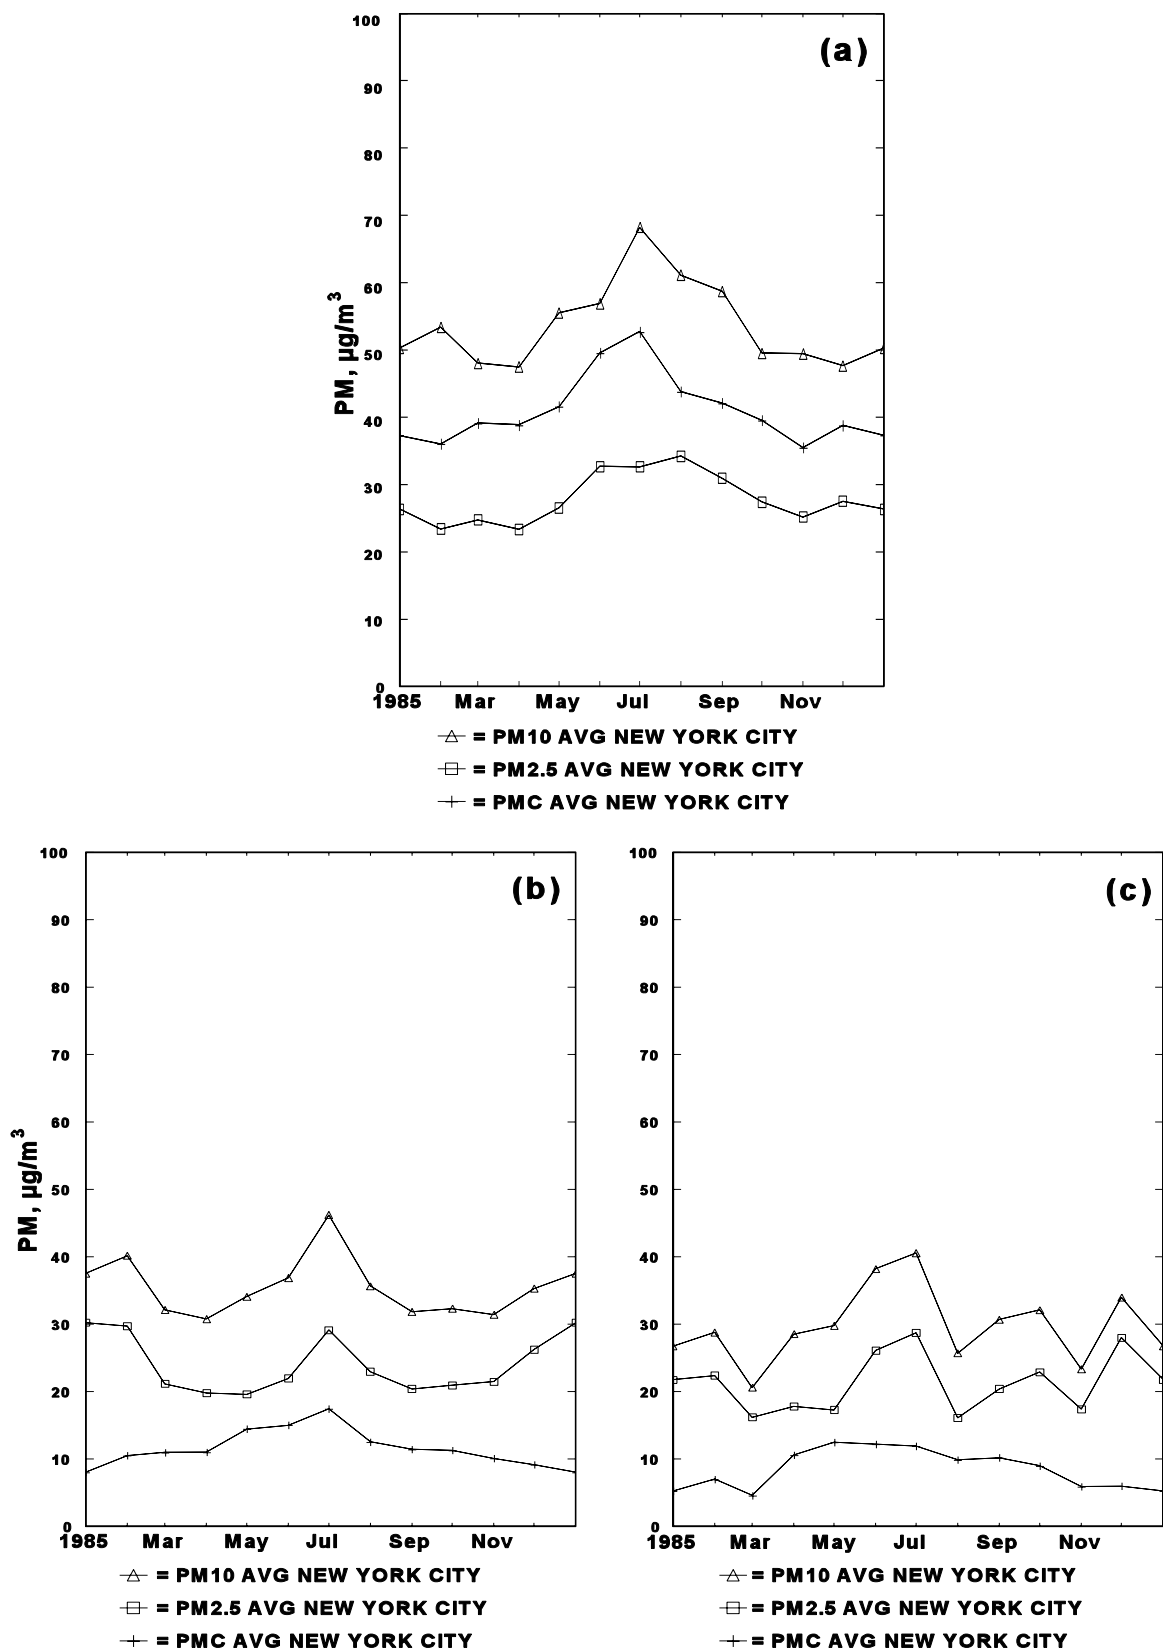 (a)
100
90
80
70
60
50
40
30
20
10
0
PM, µg/m³
1985 Mar May Jul Sep Nov
= PM10 AVG NEW YORK CITY
= PM2.5 AVG NEW YORK CITY
= PMC AVG NEW YORK CITY
(b)
100
90
80
70
60
50
40
30
20
10
0
PM, µg/m³
1985 Mar May Jul Sep Nov
= PM10 AVG NEW YORK CITY
= PM2.5 AVG NEW YORK CITY
= PMC AVG NEW YORK CITY
(c)
100
90
80
70
60
50
40
30
20
10
0
1985 Mar May Jul Sep Nov
= PM10 AVG NEW YORK CITY
= PM2.5 AVG NEW YORK CITY
= PMC AVG NEW YORK CITY